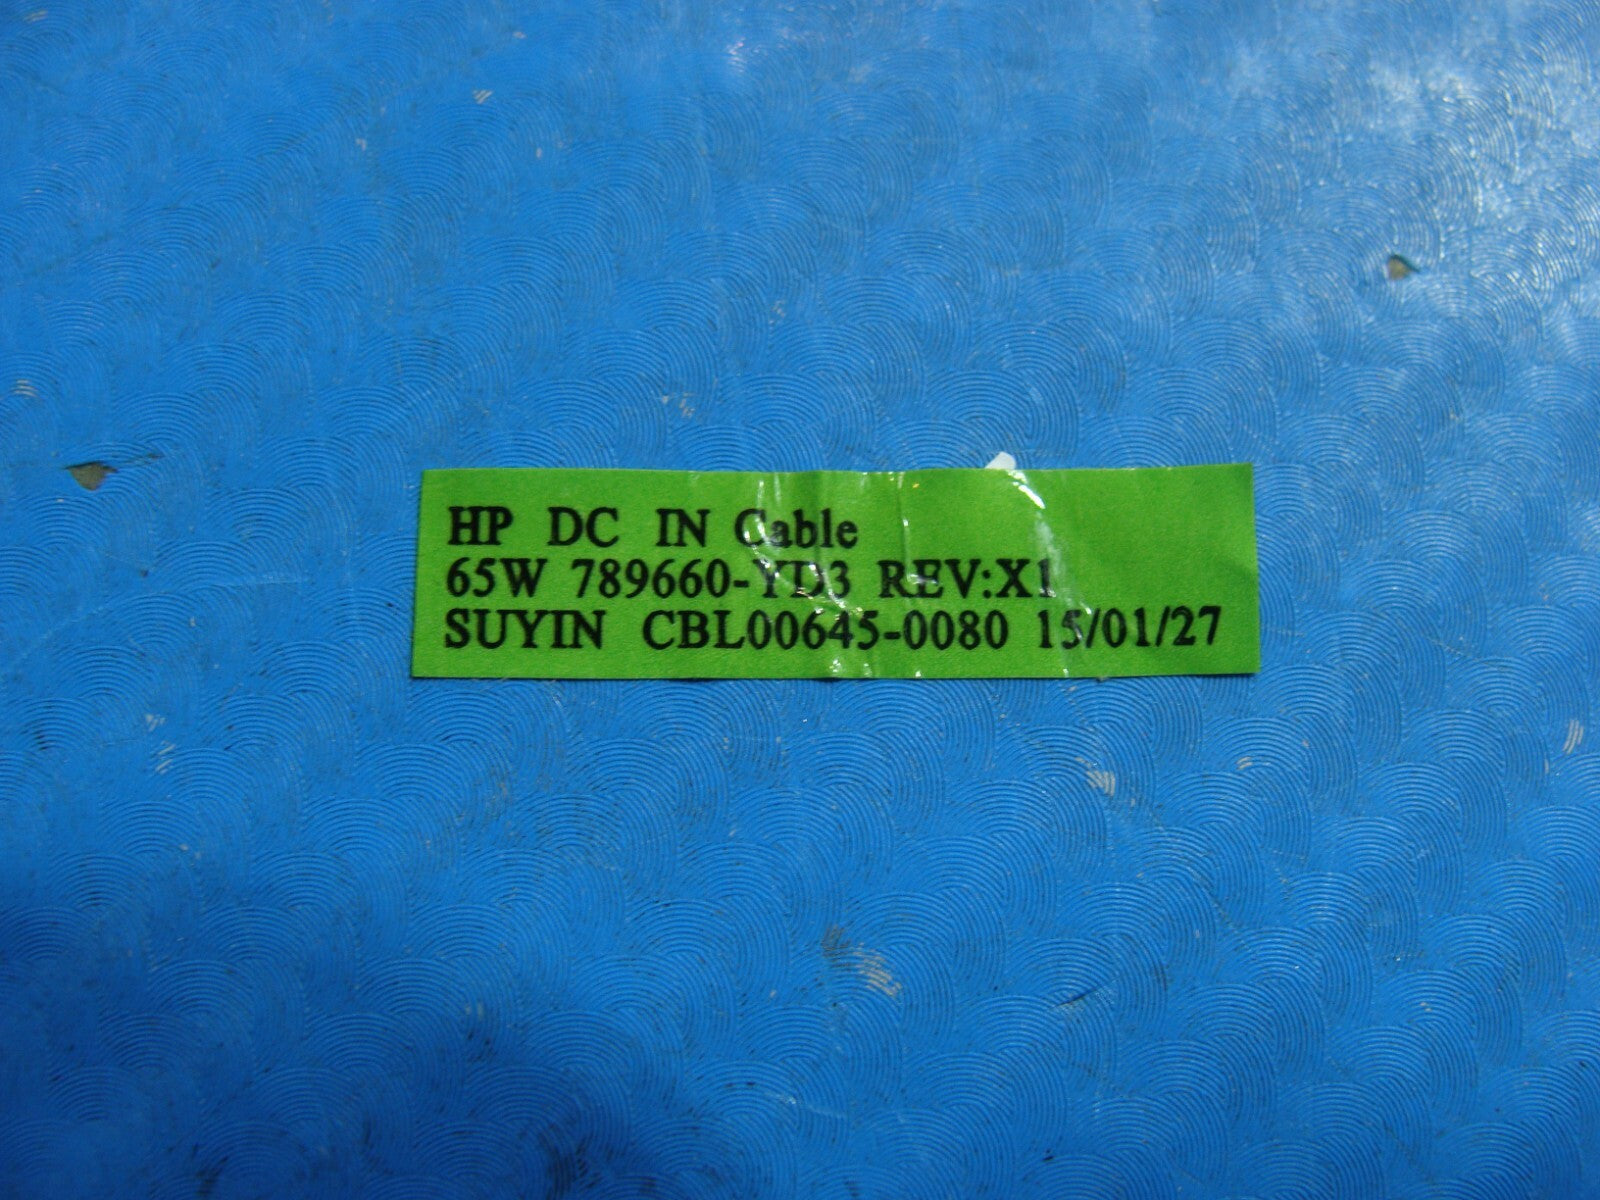 HP DC IN Cable
65W 789660-YD3 REV:X1
SUYIN CBL00645-0080 15/01/27